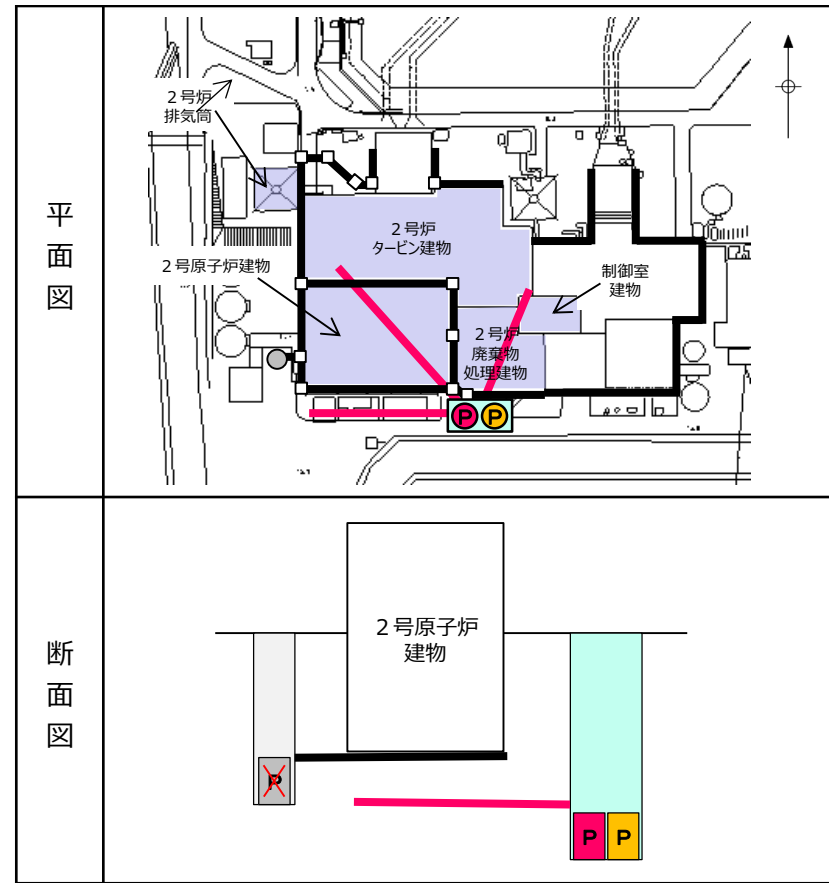 平面図
２号炉
排気筒
２号炉
タービン建物
２号原子炉建物
制御室
建物
２号炉
廃棄物
処理建物
P P
断面図
２号原子炉
建物
P
P P